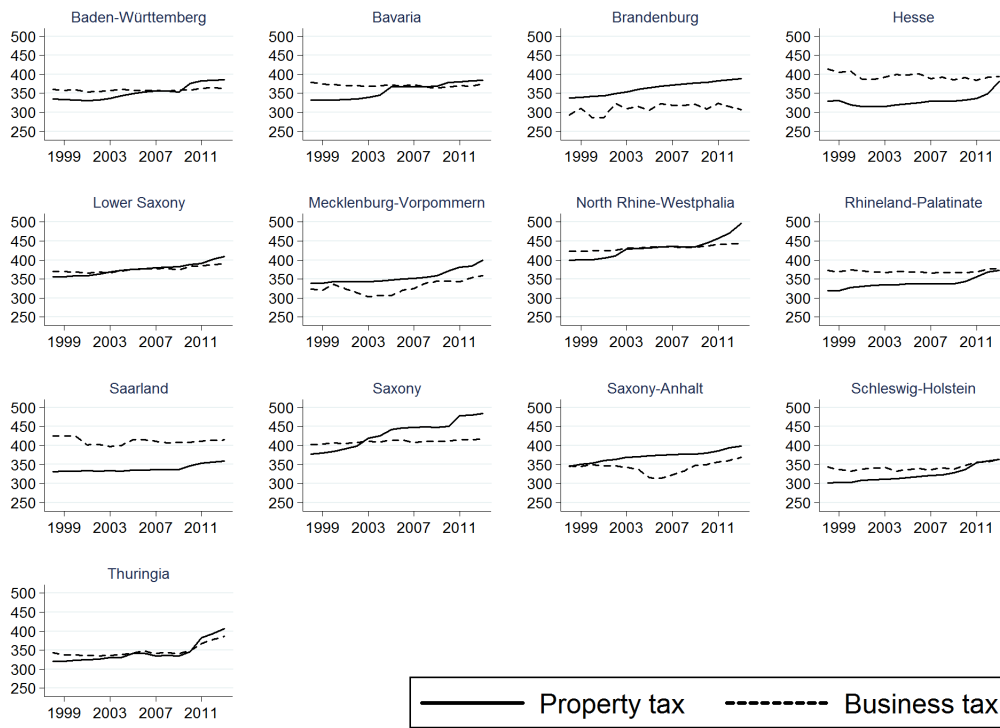 Baden-Württemberg Bavaria Brandenburg Hesse
500 500 500 500
450 450 450 450
400 400 400 400
350 350 350 350
300 300 300 300
250 250 250 250
1999 2003 2007 2011 1999 2003 2007 2011 1999 2003 2007 2011 1999 2003 2007 2011
Lower Saxony Mecklenburg-Vorpommern North Rhine-Westphalia Rhineland-Palatinate
500 500 500 500
450 450 450 450
400 400 400 400
350 350 350 350
300 300 300 300
250 250 250 250
1999 2003 2007 2011 1999 2003 2007 2011 1999 2003 2007 2011 1999 2003 2007 2011
Saarland Saxony Saxony-Anhalt Schleswig-Holstein
500 500 500 500
450 450 450 450
400 400 400 400
350 350 350 350
300 300 300 300
250 250 250 250
1999 2003 2007 2011 1999 2003 2007 2011 1999 2003 2007 2011 1999 2003 2007 2011
Thuringia
500
450
400
350
300
250
1999 2003 2007 2011
Property tax Business tax